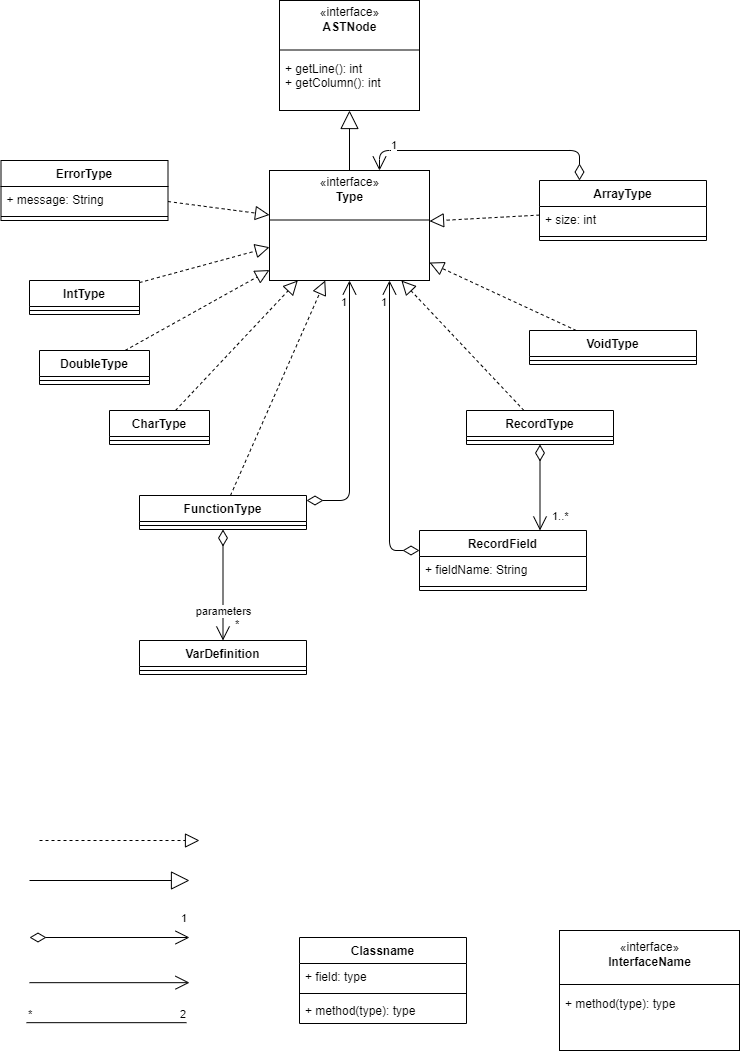 «interface»
ASTNode
+ getLine(): int
+ getColumn(): int
1
ErrorType
+ message: String
«interface»
Type
ArrayType
+ size: int
IntType
1
1
DoubleType
VoidType
CharType
RecordType
FunctionType
1..*
RecordField
+ fieldName: String
parameters
*
VarDefinition
1
*
2
Classname
+ field: type
+ method(type): type
«interface»
InterfaceName
+ method(type): type